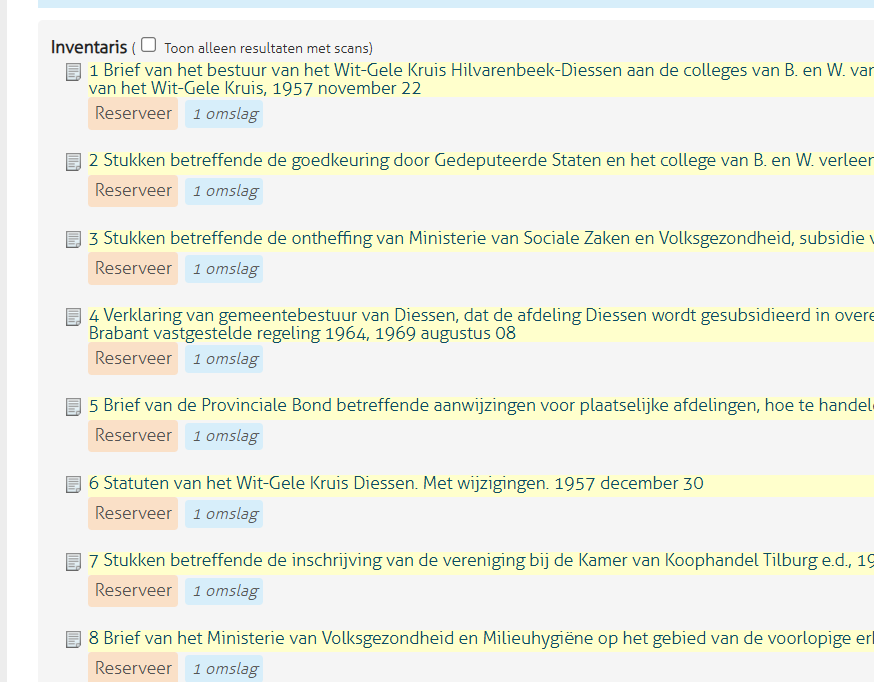 Inventaris ( Toon alleen resultaten met scans)
1 Brief van het bestuur van het Wit-Gele Kruis Hilvarenbeek-Diessen aan de colleges van B. en W. van
van het Wit-Gele Kruis, 1957 november 22
Reserveer 1 omslag
2 Stukken betreffende de goedkeuring door Gedeputeerde Staten en het college van B. en W.
Reserveer 1 omslag
3 Stukken betreffende de ontheffing van Ministerie van Sociale Zaken en Volksgezondheid, subsidie
Reserveer 1 omslag
4 Verklaring van gemeentebestuur van Diessen, dat de afdeling Diessen wordt gesubsidieerd in
Brabant vastgestelde regeling 1964, 1969 augustus 08
Reserveer 1 omslag
5 Brief van de Provinciale Bond betreffende aanwijzingen voor plaatselijke afdelingen, hoe te
Reserveer 1 omslag
6 Statuten van het Wit-Gele Kruis Diessen. Met wijzigingen. 1957 december 30
Reserveer 1 omslag
7 Stukken betreffende de inschrijving van de vereniging bij de Kamer van Koophandel Tilburg e.d.,
Reserveer 1 omslag
8 Brief van het Ministerie van Volksgezondheid en Milieuhygiëne op het gebied van de voorlopige
Reserveer 1 omslag